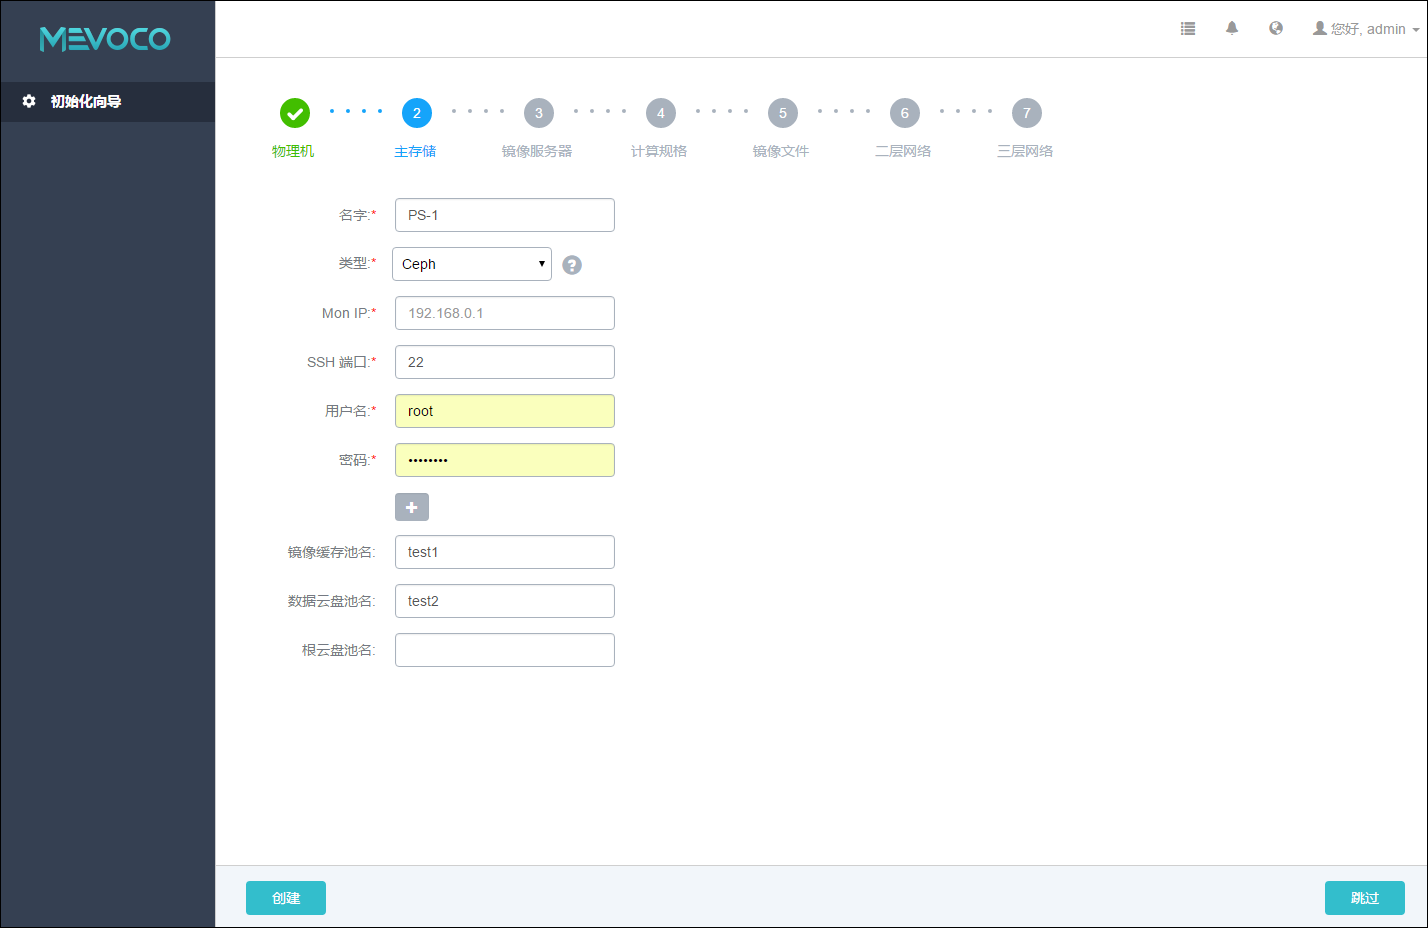 MEVOCO
您好, admin
初始化向导
2 3 4 5 6 7
物理机 主存储 镜像服务器 计算规格 镜像文件 二层网络 三层网络
名字:* PS-1
类型:* Ceph ?
Mon IP:* 192.168.0.1
SSH 端口:* 22
用户名:* root
密码:* ••••••••
+
镜像缓存池名: test1
数据云盘池名: test2
根云盘池名:
创建 跳过